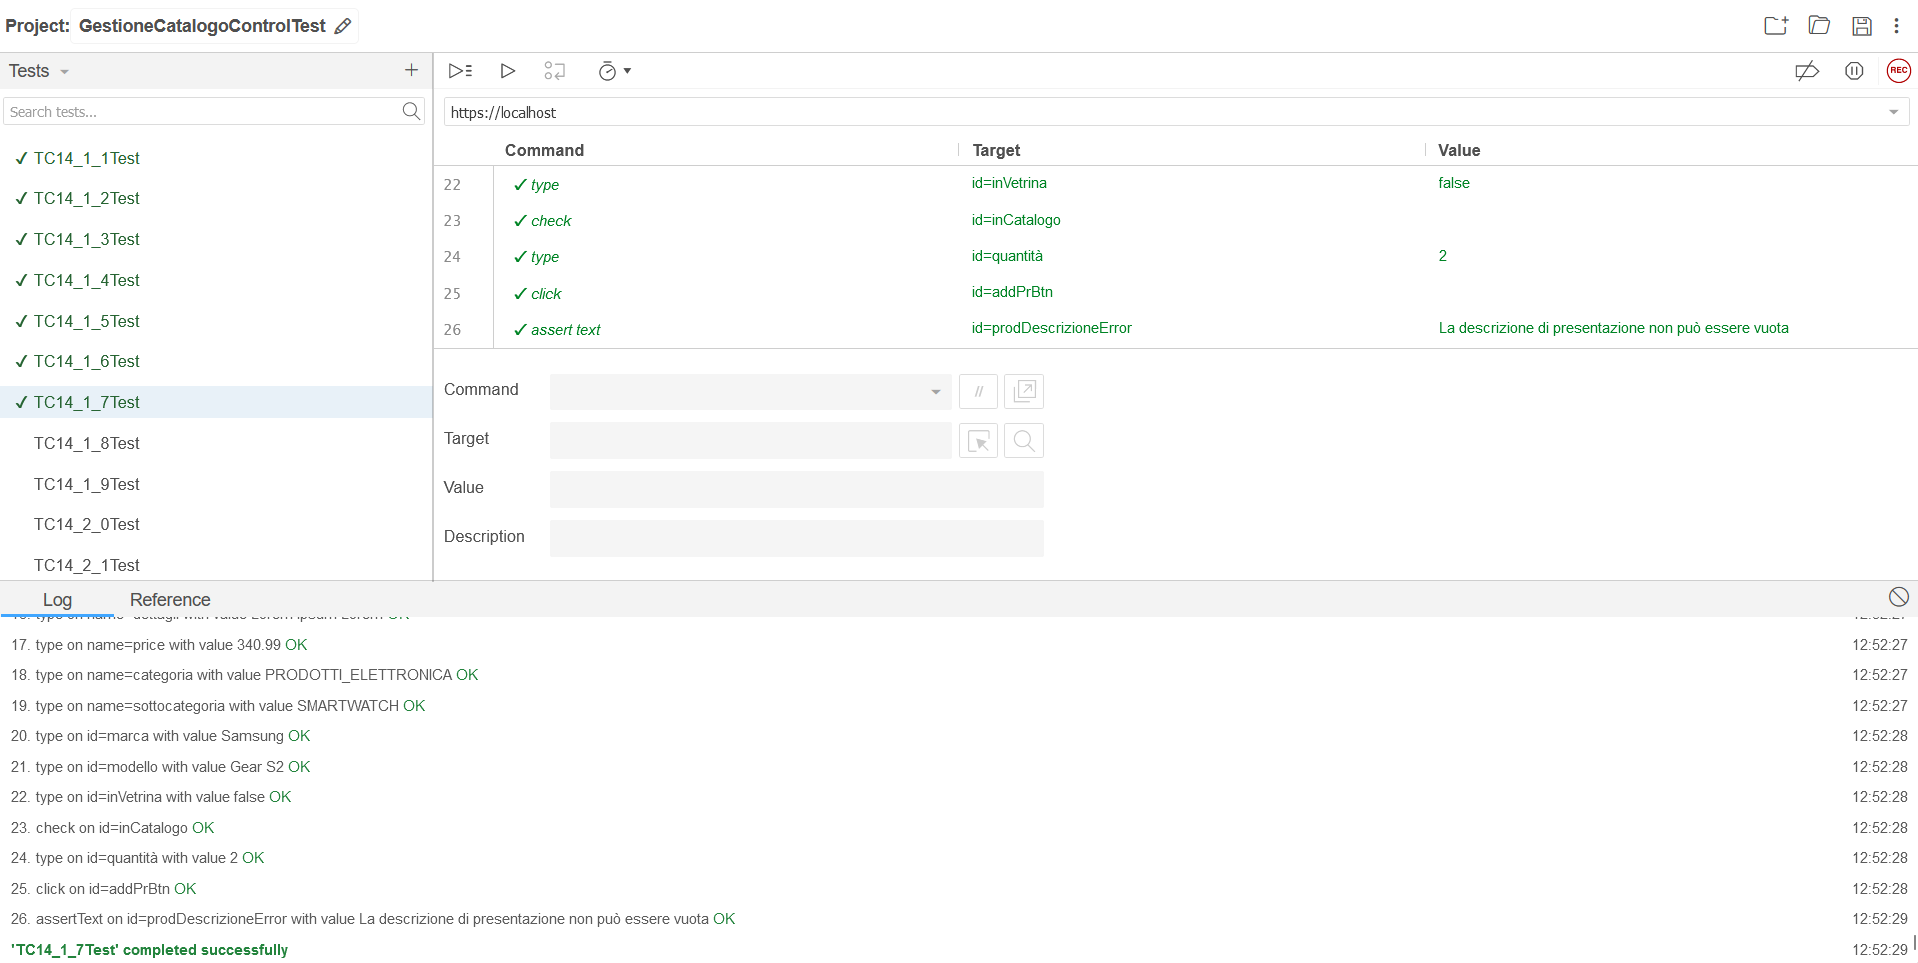 Project: GestioneCatalogoControlTest
Tests
REC
Search tests...
https://localhost
Command Target Value
TC14_1_1Test
TC14_1_2Test
TC14_1_3Test
TC14_1_4Test
TC14_1_5Test
TC14_1_6Test
TC14_1_7Test
TC14_1_8Test
TC14_1_9Test
TC14_2_0Test
TC14_2_1Test
22 ✓ type id=inVetrina false
23 ✓ check id=inCatalogo
24 ✓ type id=quantità 2
25 ✓ click id=addPrBtn
26 ✓ assert text id=prodDescrizioneError La descrizione di presentazione non può essere vuota
Command //
Target
Value
Description
Log Reference
17. type on name=price with value 340.99 OK 12:52:27
18. type on name=categoria with value PRODOTTI_ELETTRONICA OK 12:52:27
19. type on name=sottocategoria with value SMARTWATCH OK 12:52:27
20. type on id=marca with value Samsung OK 12:52:28
21. type on id=modello with value Gear S2 OK 12:52:28
22. type on id=inVetrina with value false OK 12:52:28
23. check on id=inCatalogo OK 12:52:28
24. type on id=quantità with value 2 OK 12:52:28
25. click on id=addPrBtn OK 12:52:28
26. assertText on id=prodDescrizioneError with value La descrizione di presentazione non può essere vuota OK 12:52:29
'TC14_1_7Test' completed successfully 12:52:29